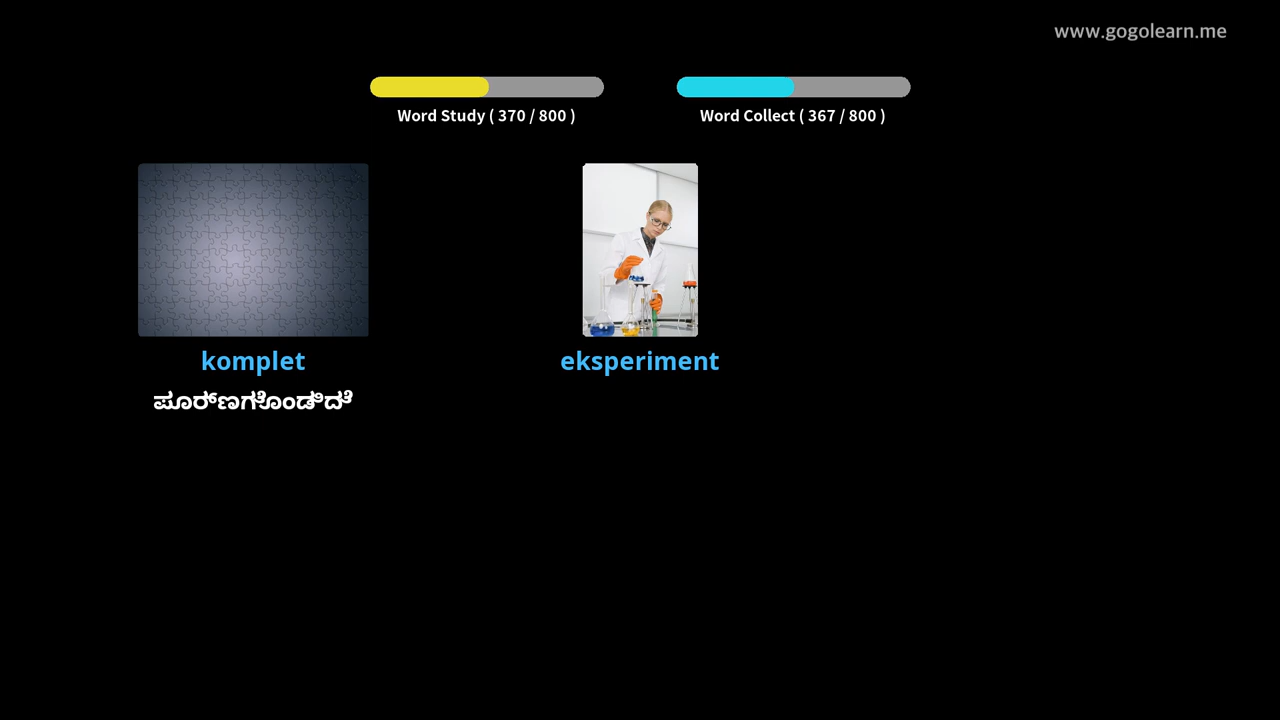 www.gogolearn.me
Word Study ( 370 / 800 )
Word Collect ( 367 / 800 )
komplet
eksperiment
ಪೂರ್ಣಗೊಂಡಿದೆ